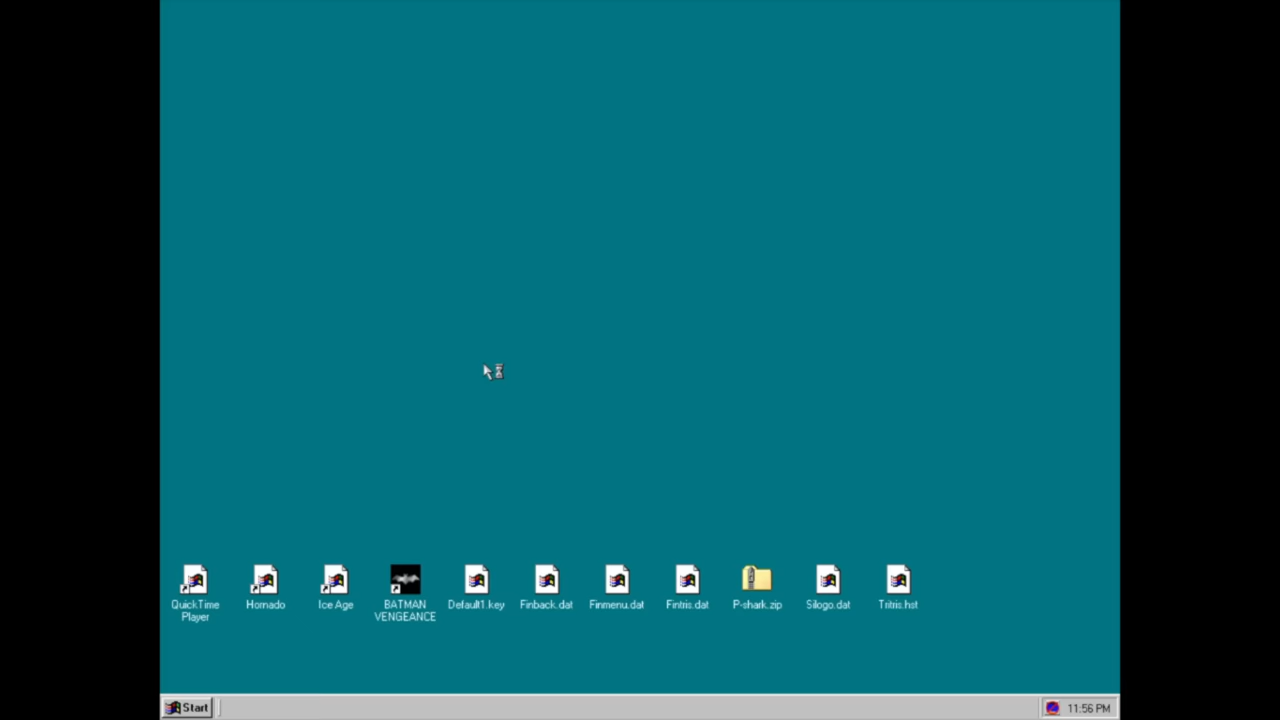 QuickTime Player
Hornado
Ice Age
BATMAN VENGEANCE
Default1.key
Finback.dat
Finmenu.dat
Fintris.dat
P-shark.zip
Silogo.dat
Tritris.hst
Start
11:56 PM